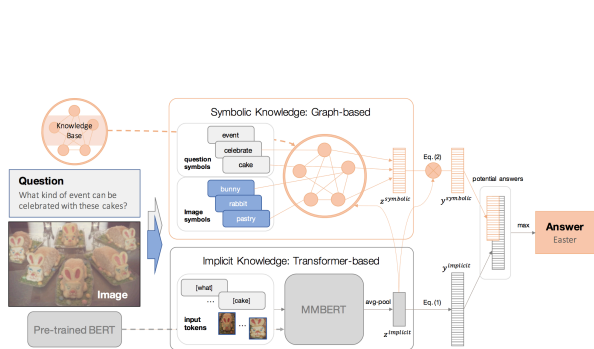 Symbolic Knowledge: Graph-based
Knowledge
Base
event
celebrate
cake
question
symbols
bunny
rabbit
pastry
Image
symbols
z^symbolic
Eq. (2)
y^symbolic
potential answers
max
Answer
Easter
Question
What kind of event can be
celebrated with these cakes?
Image
Pre-trained BERT
Implicit Knowledge: Transformer-based
[what]
...
[cake]
input
tokens
...
MMBERT
avg-pool
z^implicit
Eq. (1)
y^implicit